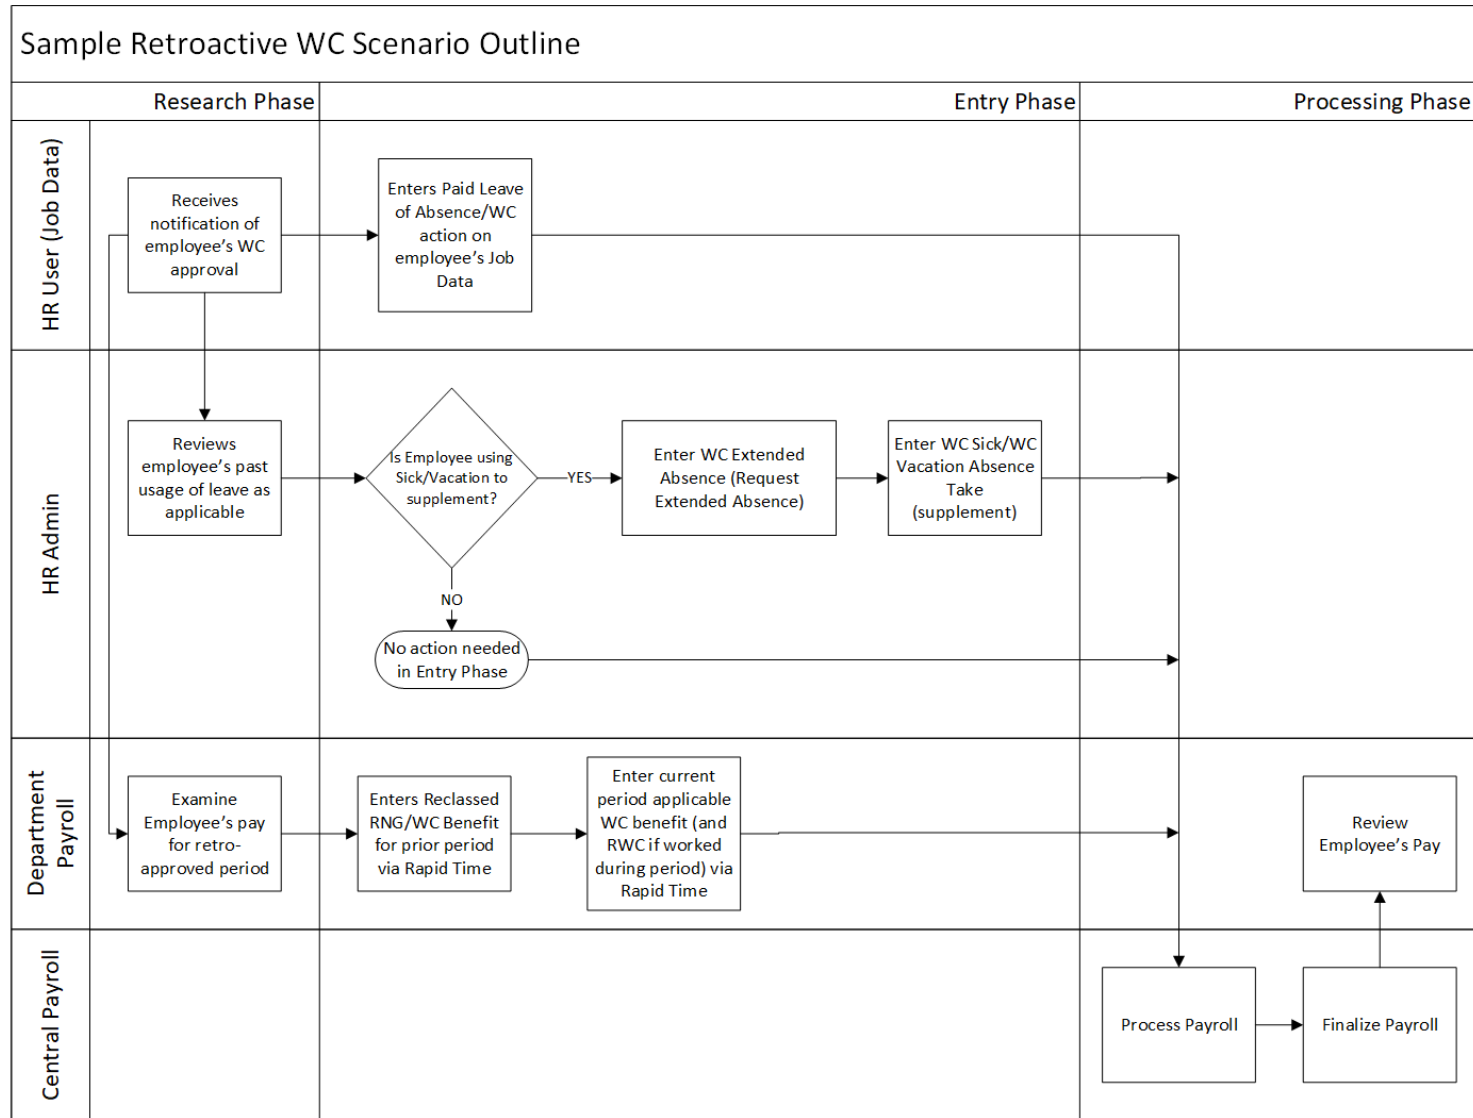 Sample Retroactive WC Scenario Outline
Research Phase
Entry Phase
Processing Phase
HR User (Job Data)
Receives
notification of
employee’s WC
approval
Enters Paid Leave
of Absence/WC
action on
employee’s Job
Data
HR Admin
Reviews
employee’s past
usage of leave as
applicable
Is Employee using
Sick/Vacation to
supplement?
YES
Enter WC Extended
Absence (Request
Extended Absence)
Enter WC Sick/WC
Vacation Absence
Take
(supplement)
NO
No action needed
in Entry Phase
Department
Payroll
Examine
Employee’s pay
for retro-
approved period
Enters Reclassed
RNG/WC Benefit
for prior period
via Rapid Time
Enter current
period applicable
WC benefit (and
RWC if worked
during period) via
Rapid Time
Review
Employee’s Pay
Central Payroll
Process Payroll
Finalize Payroll